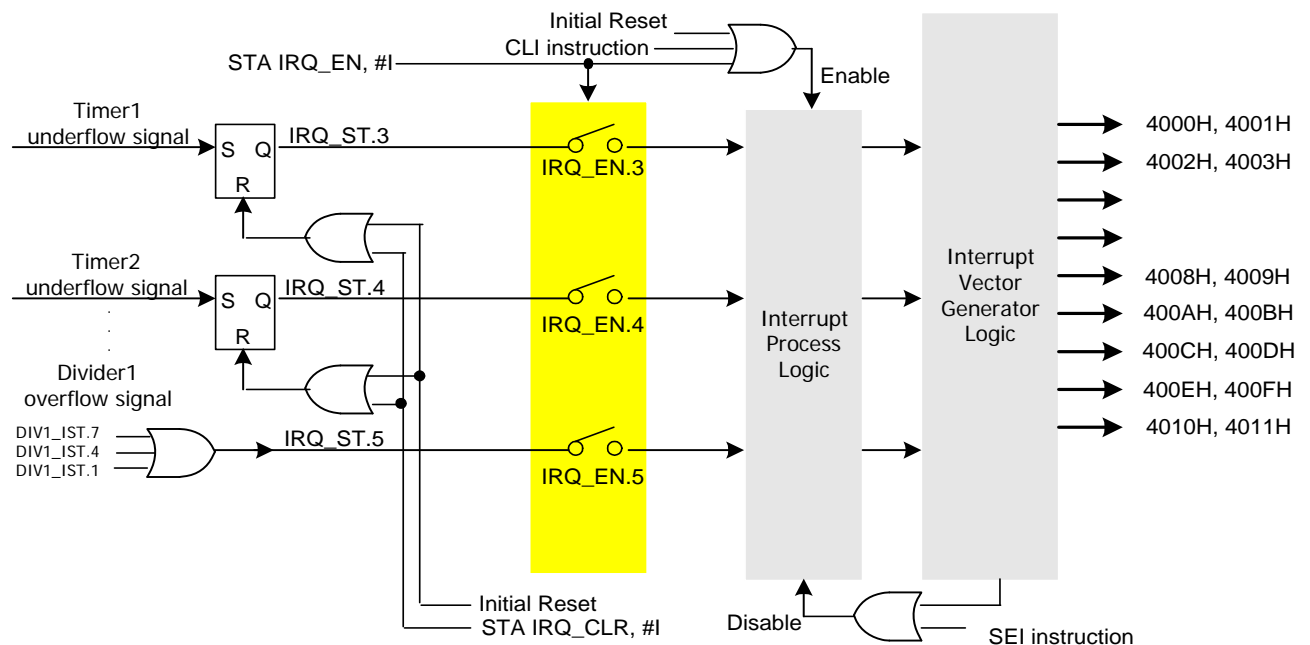 Initial Reset
CLI instruction
STA IRQ_EN, #I
Enable
Timer1
underflow signal
S Q
R
IRQ_ST.3
IRQ_EN.3
4000H, 4001H
4002H, 4003H
Timer2
underflow signal
S Q
R
IRQ_ST.4
IRQ_EN.4
Interrupt
Process
Logic
Interrupt
Vector
Generator
Logic
4008H, 4009H
400AH, 400BH
400CH, 400DH
400EH, 400FH
4010H, 4011H
Divider1
overflow signal
DIV1_IST.7
DIV1_IST.4
DIV1_IST.1
IRQ_ST.5
IRQ_EN.5
Initial Reset
STA IRQ_CLR, #I
Disable
SEI instruction